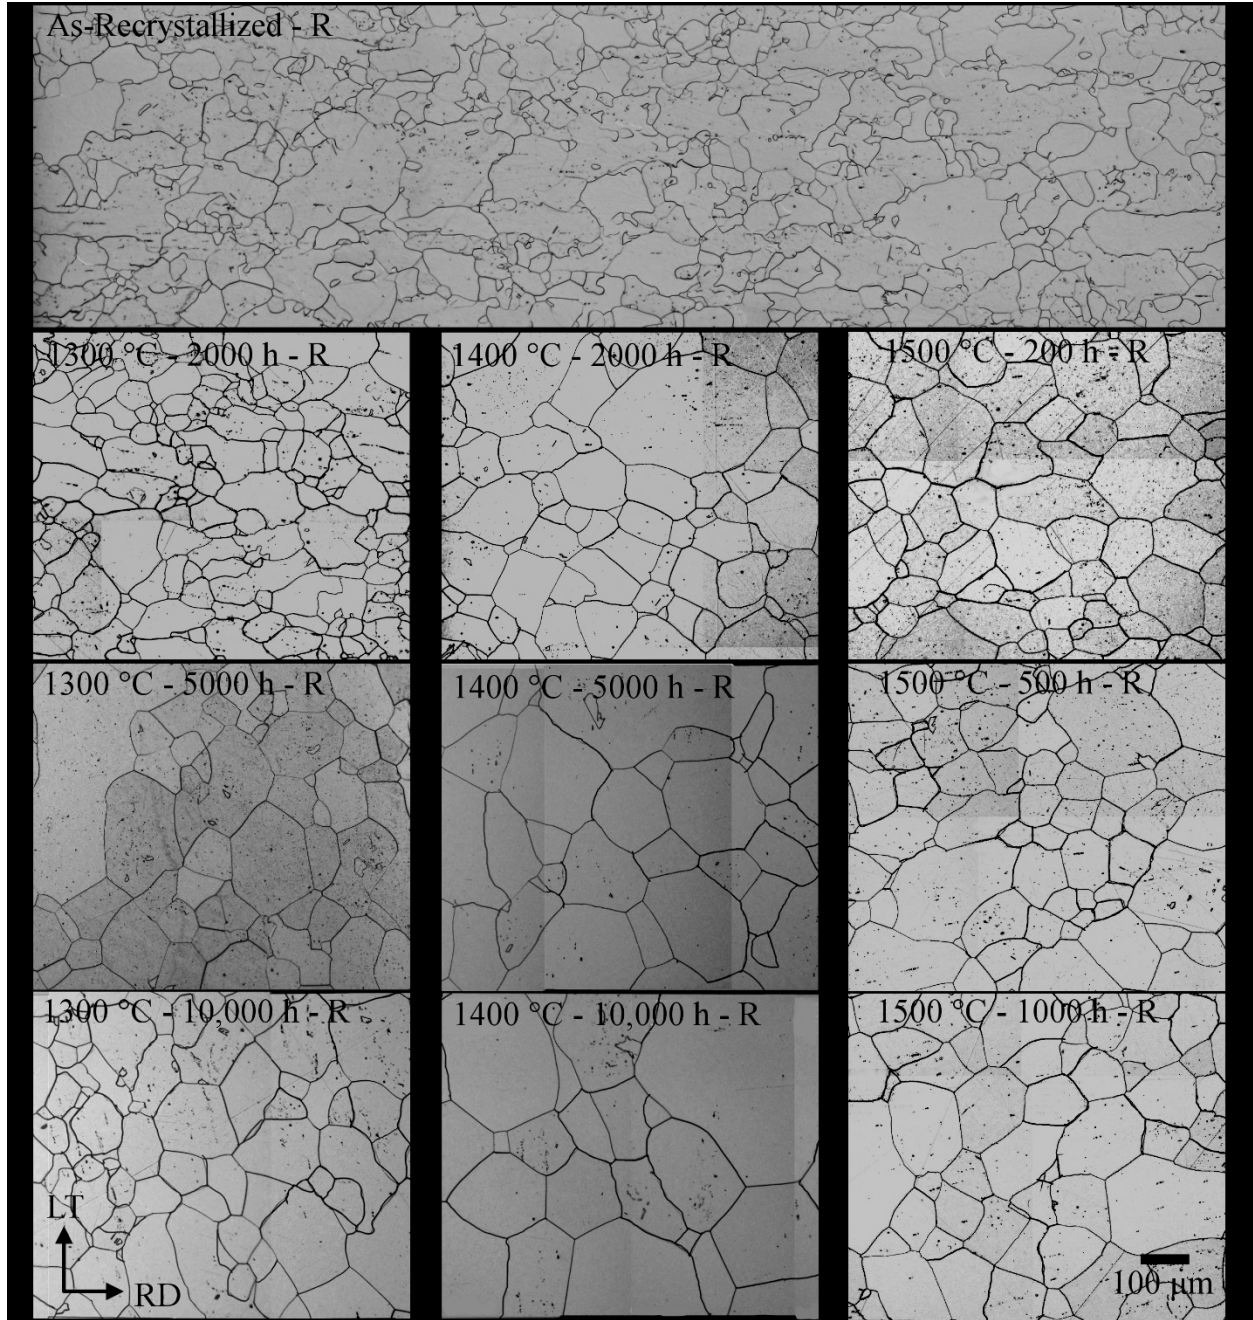 As-Recrystallized - R
1300 °C - 2000 h - R
1400 °C - 2000 h - R
1500 °C - 200 h - R
1300 °C - 5000 h - R
1400 °C - 5000 h - R
1500 °C - 500 h - R
1300 °C - 10,000 h - R
1400 °C - 10,000 h - R
1500 °C - 1000 h - R
LT
RD
100 µm